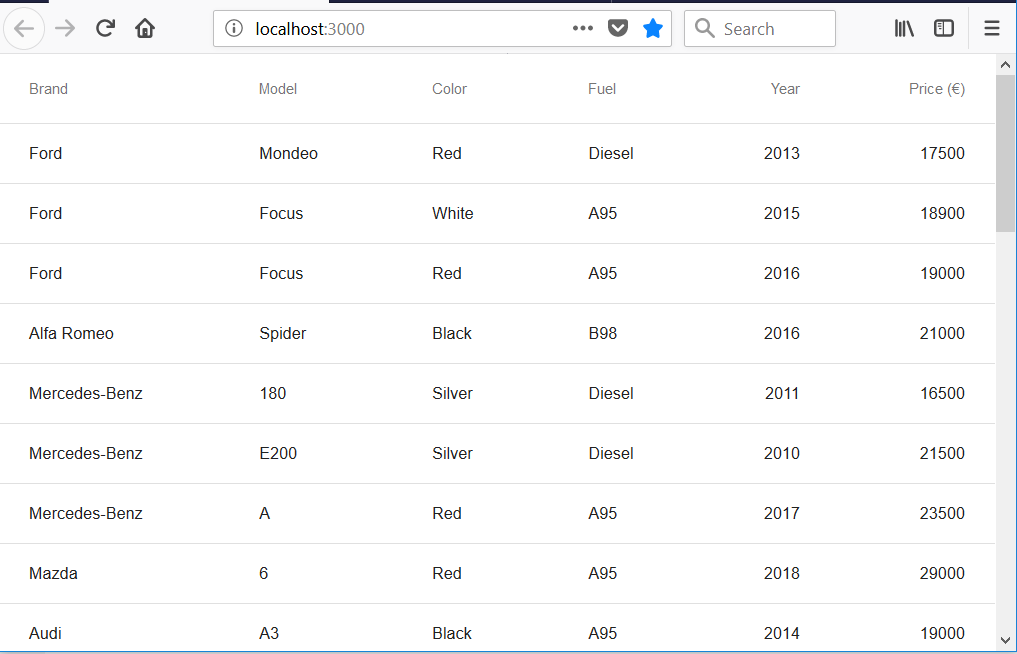 localhost:3000 Search
Brand Model Color Fuel Year Price (€)
Ford Mondeo Red Diesel 2013 17500
Ford Focus White A95 2015 18900
Ford Focus Red A95 2016 19000
Alfa Romeo Spider Black B98 2016 21000
Mercedes-Benz 180 Silver Diesel 2011 16500
Mercedes-Benz E200 Silver Diesel 2010 21500
Mercedes-Benz A Red A95 2017 23500
Mazda 6 Red A95 2018 29000
Audi A3 Black A95 2014 19000